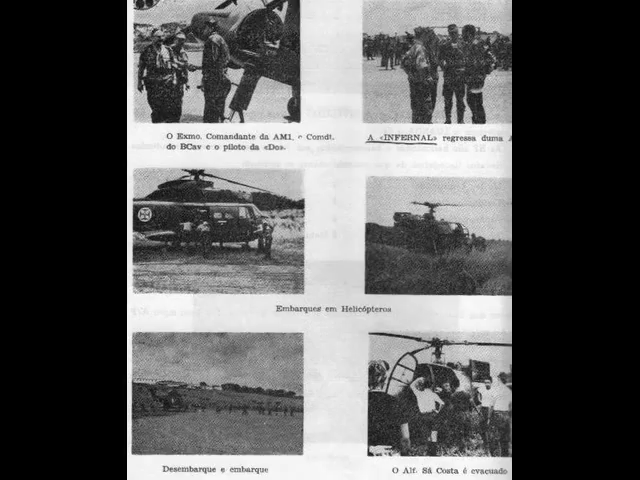 O Exmo. Comandante da AM1, e Comdt.
do BCav e o piloto da «Do».
A «INFERNAL» regressa duma A
Embarques em Helicópteros
Desembarque e embarque
O Alf. Sá Costa é evacuado